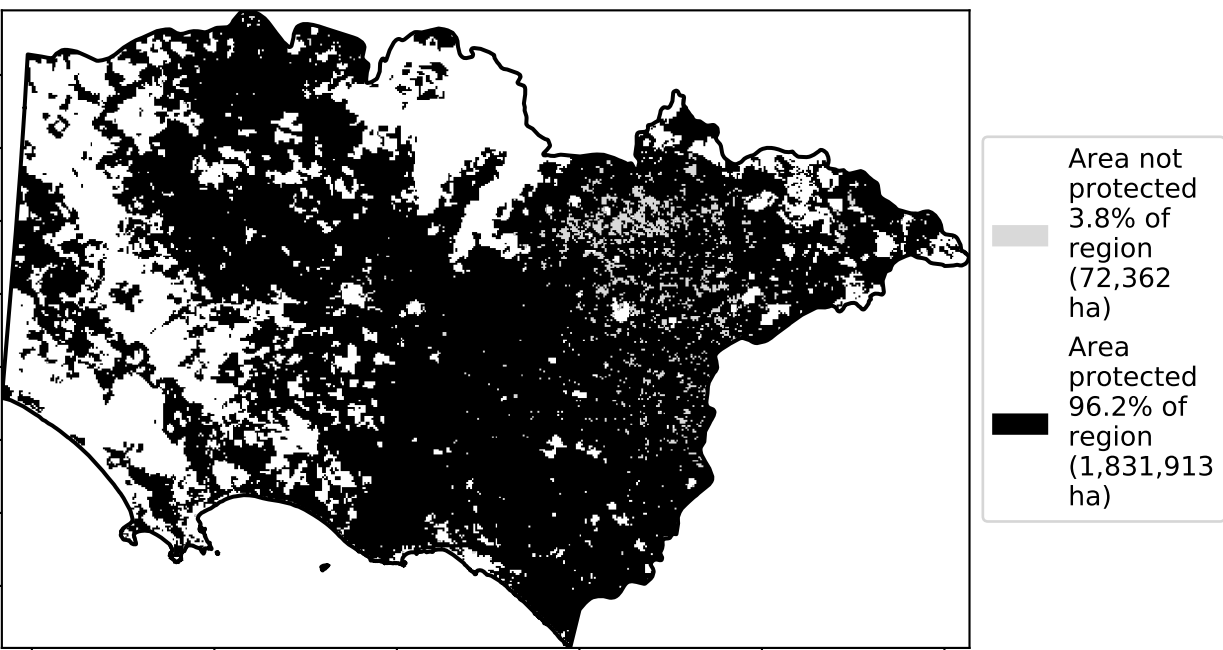 Area not
protected
3.8% of
region
(72,362
ha)
Area
protected
96.2% of
region
(1,831,913
ha)